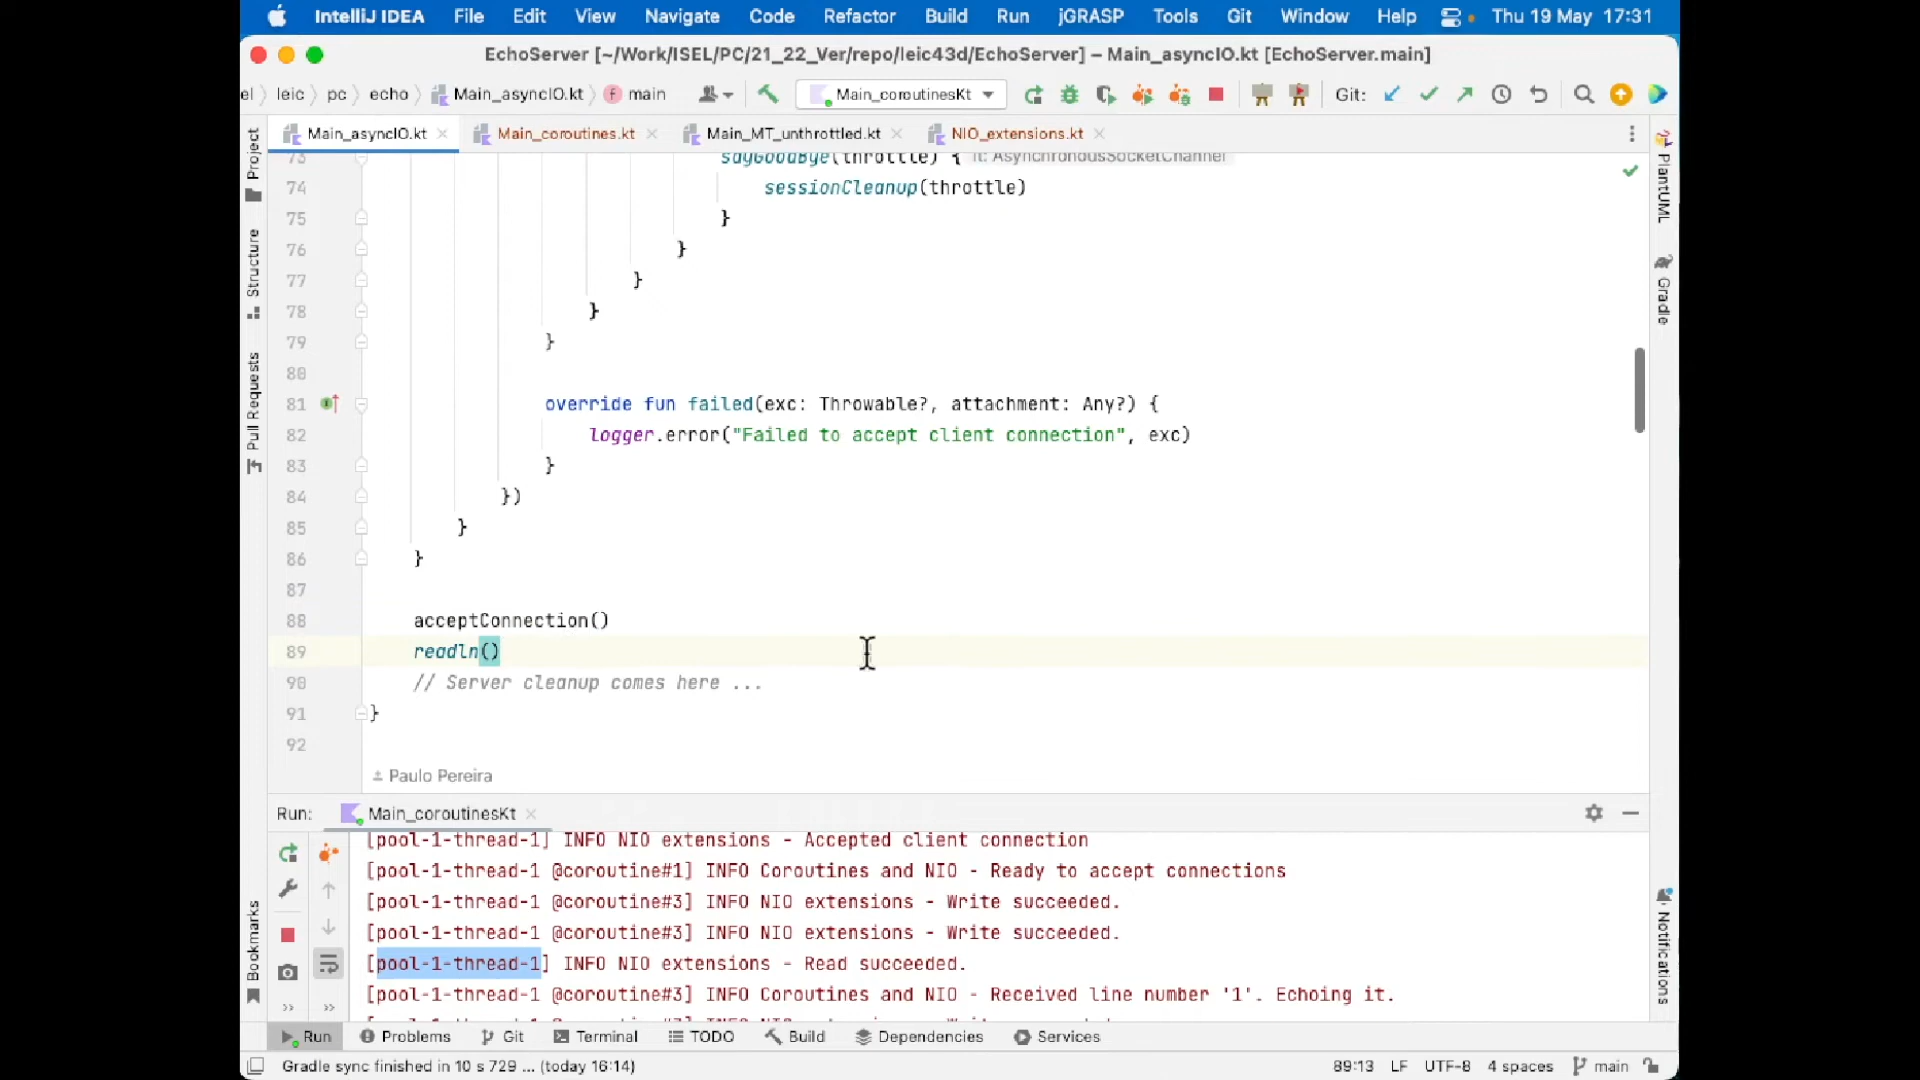 IntelliJ IDEA File Edit View Navigate Code Refactor Build Run jGRASP Tools Git Window Help Thu 19 May 17:31
EchoServer [~/Work/ISEL/PC/21_22_Ver/repo/leic43d/EchoServer] – Main_asyncIO.kt [EchoServer.main]
el leic pc echo Main_asyncIO.kt main Main_coroutinesKt Git:
Main_asyncIO.kt Main_coroutines.kt Main_MT_unthrottled.kt NIO_extensions.kt
Project
Structure
Pull Requests
Bookmarks
73 sayGoodBye(throttle) { it: AsynchronousSocketChannel
74 sessionCleanup(throttle)
75 }
76 }
77 }
78 }
79 }
80
81 override fun failed(exc: Throwable?, attachment: Any?) {
82 logger.error("Failed to accept client connection", exc)
83 }
84 })
85 }
86 }
87
88 acceptConnection()
89 readln()
90 // Server cleanup comes here ...
91 }
92
Paulo Pereira
PlantUML
Gradle
Notifications
Run: Main_coroutinesKt
[pool-1-thread-1] INFO NIO extensions - Accepted client connection
[pool-1-thread-1 @coroutine#1] INFO Coroutines and NIO - Ready to accept connections
[pool-1-thread-1 @coroutine#3] INFO NIO extensions - Write succeeded.
[pool-1-thread-1 @coroutine#3] INFO NIO extensions - Write succeeded.
[pool-1-thread-1] INFO NIO extensions - Read succeeded.
[pool-1-thread-1 @coroutine#3] INFO Coroutines and NIO - Received line number '1'. Echoing it.
Run Problems Git Terminal TODO Build Dependencies Services
Gradle sync finished in 10 s 729 ... (today 16:14) 89:13 LF UTF-8 4 spaces main